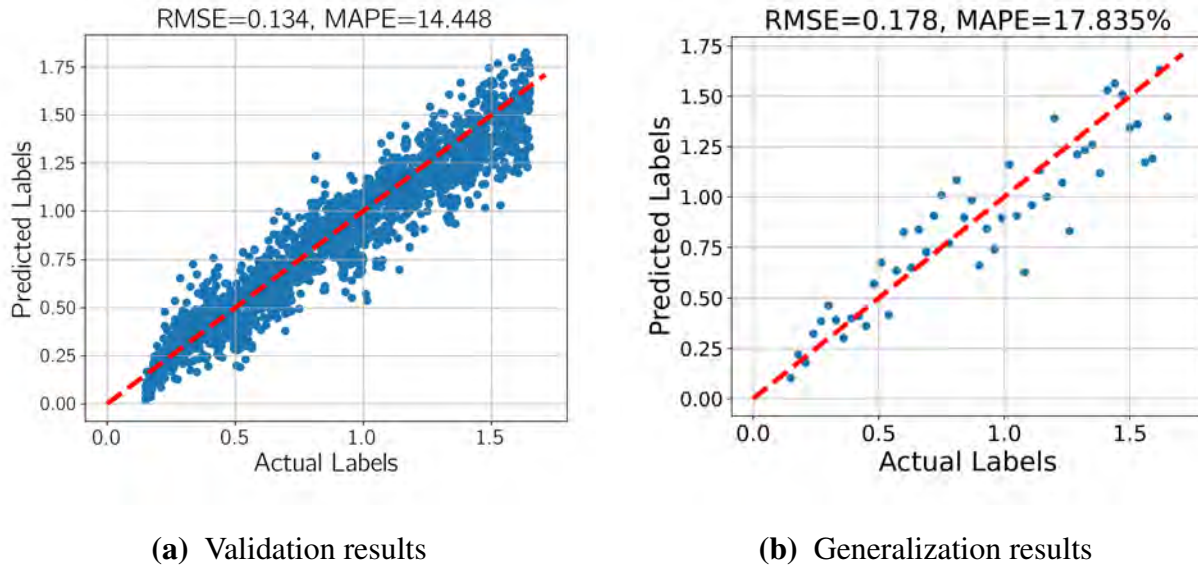 RMSE=0.134, MAPE=14.448
1.75
1.50
1.25
1.00
0.75
0.50
0.25
0.00
Predicted Labels
0.0 0.5 1.0 1.5
Actual Labels
(a) Validation results
RMSE=0.178, MAPE=17.835%
1.75
1.50
1.25
1.00
0.75
0.50
0.25
0.00
Predicted Labels
0.0 0.5 1.0 1.5
Actual Labels
(b) Generalization results